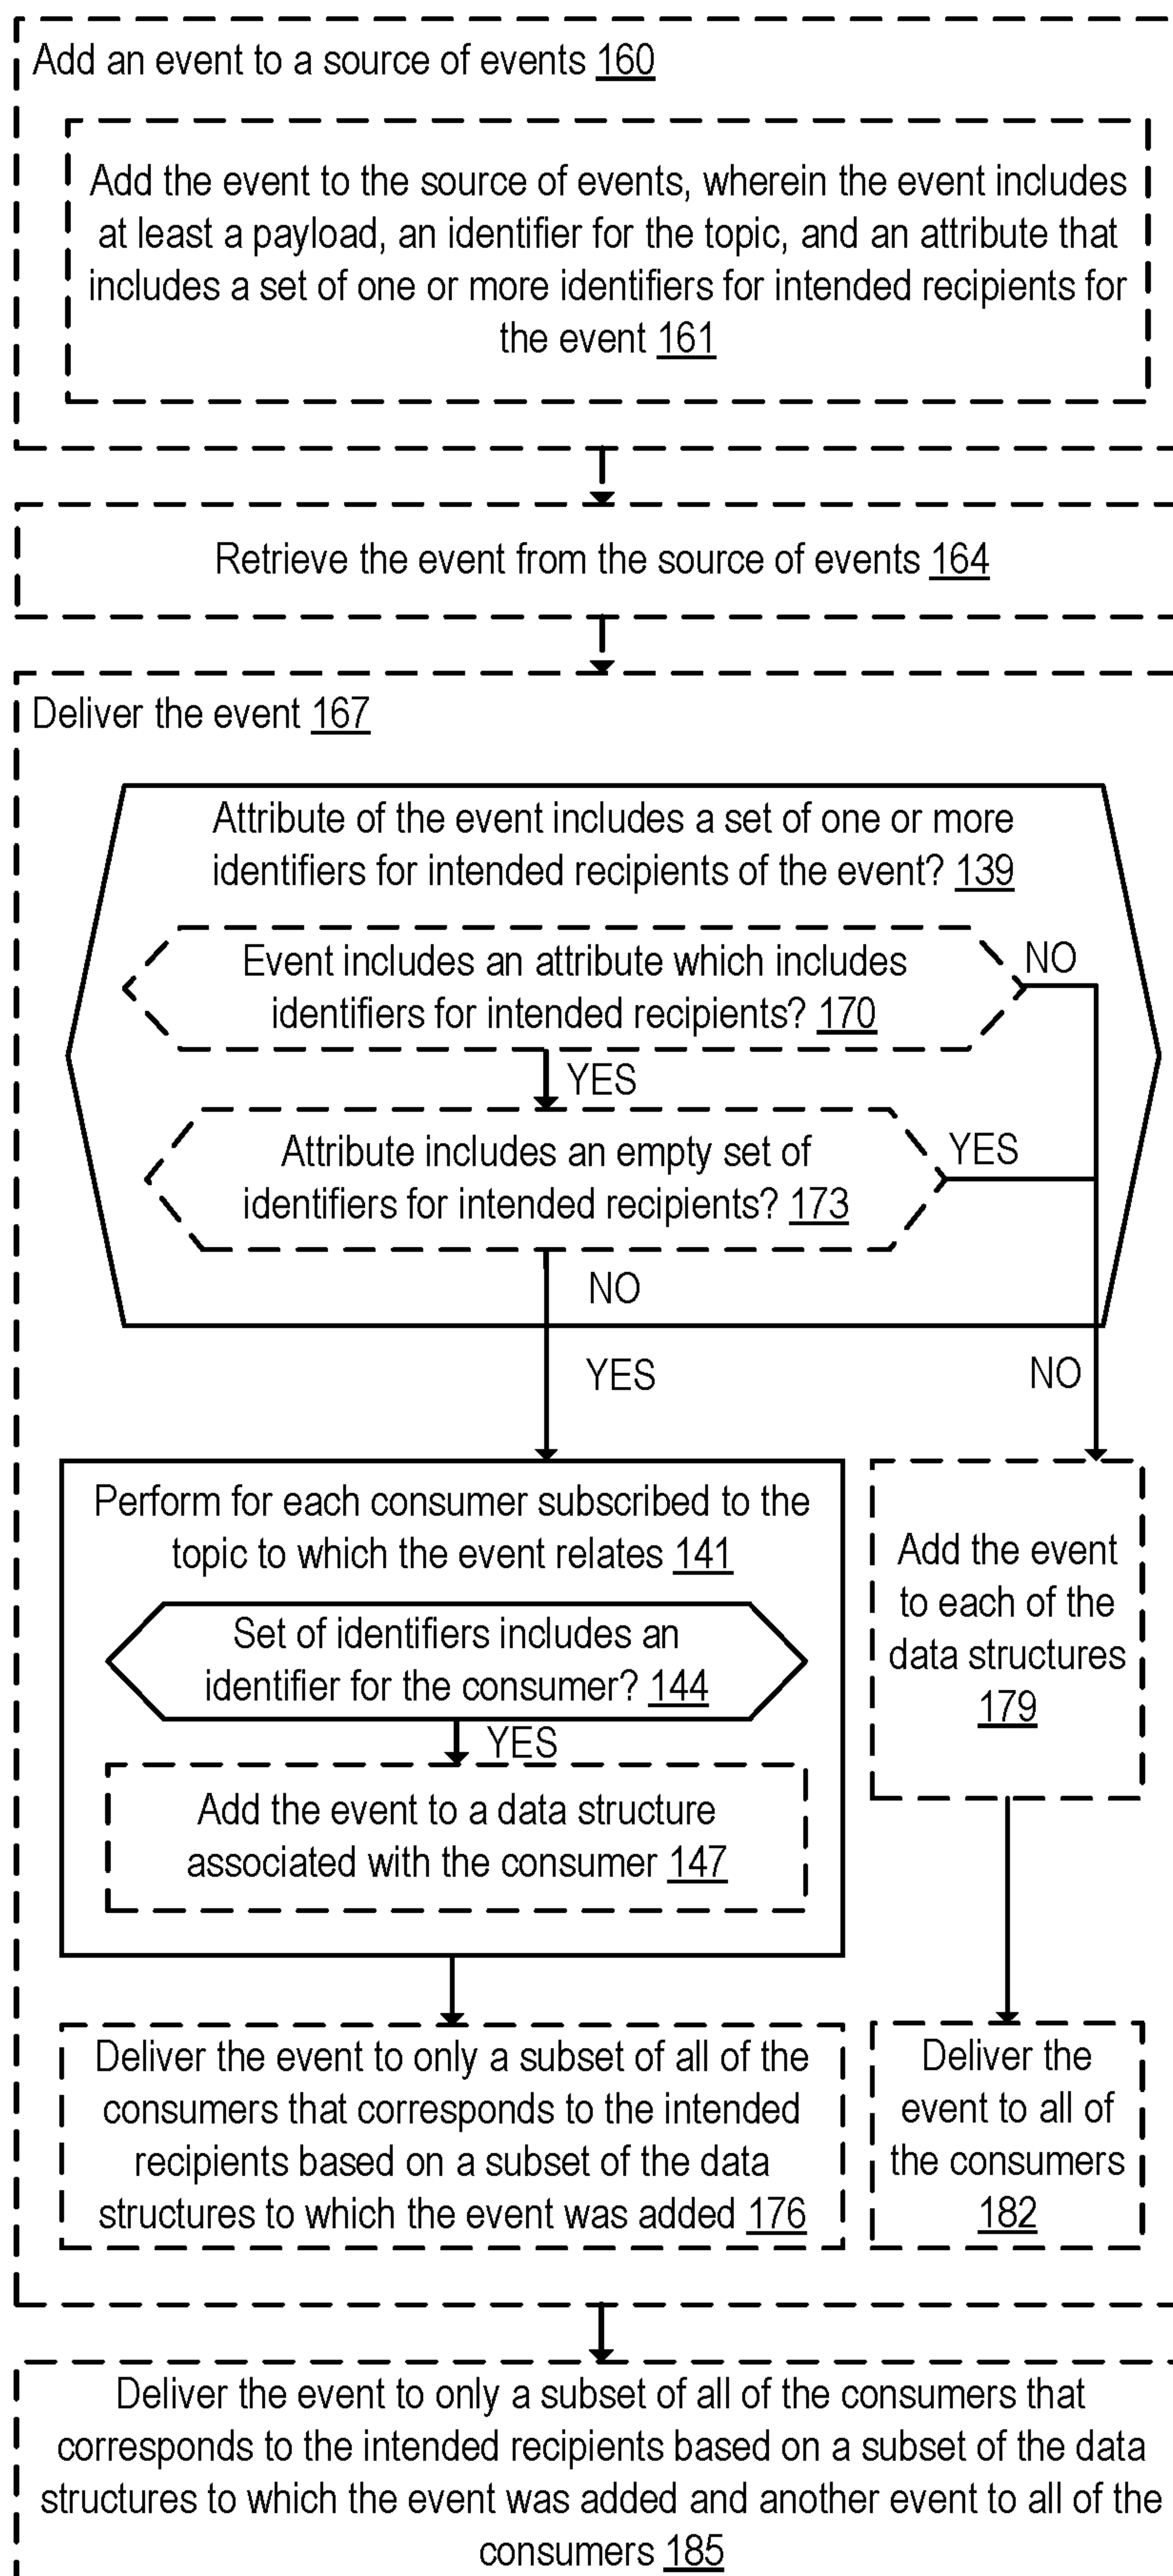 Add an event to a source of events 160
Add the event to the source of events, wherein the event includes
at least a payload, an identifier for the topic, and an attribute that
includes a set of one or more identifiers for intended recipients for
the event 161
Retrieve the event from the source of events 164
Deliver the event 167
Attribute of the event includes a set of one or more
identifiers for intended recipients of the event? 139
Event includes an attribute which includes
identifiers for intended recipients? 170
NO
YES
Attribute includes an empty set of
identifiers for intended recipients? 173
YES
NO
YES
NO
Perform for each consumer subscribed to the
topic to which the event relates 141
Set of identifiers includes an
identifier for the consumer? 144
YES
Add the event to a data structure
associated with the consumer 147
Add the event
to each of the
data structures
179
Deliver the event to only a subset of all of the
consumers that corresponds to the intended
recipients based on a subset of the data
structures to which the event was added 176
Deliver the
event to all of
the consumers
182
Deliver the event to only a subset of all of the consumers that
corresponds to the intended recipients based on a subset of the data
structures to which the event was added and another event to all of the
consumers 185